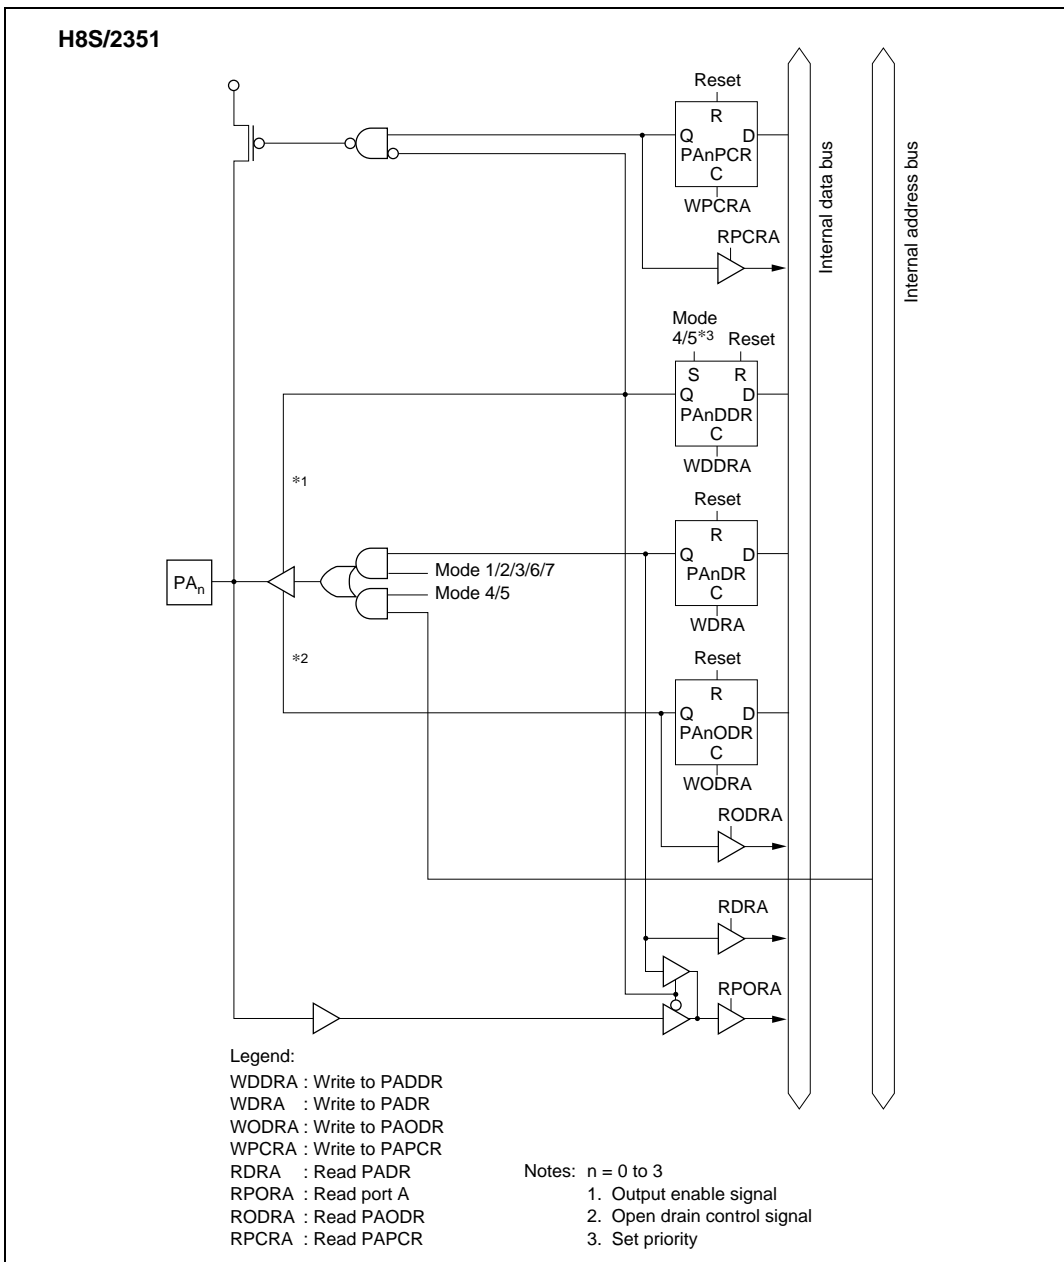 H8S/2351
Reset
R
Q D
PAnPCR
C
WPCRA
RPCRA
Internal data bus
Internal address bus
Mode
4/5*3 Reset
S R
Q D
PAnDDR
C
WDDRA
*1
Reset
R
Q D
PAnDR
C
WDRA
Mode 1/2/3/6/7
Mode 4/5
PAn
*2
Reset
R
Q D
PAnODR
C
WODRA
RODRA
RDRA
RPORA
Legend:
WDDRA : Write to PADDR
WDRA : Write to PADR
WODRA : Write to PAODR
WPCRA : Write to PAPCR
RDRA : Read PADR
RPORA : Read port A
RODRA : Read PAODR
RPCRA : Read PAPCR
Notes: n = 0 to 3
1. Output enable signal
2. Open drain control signal
3. Set priority